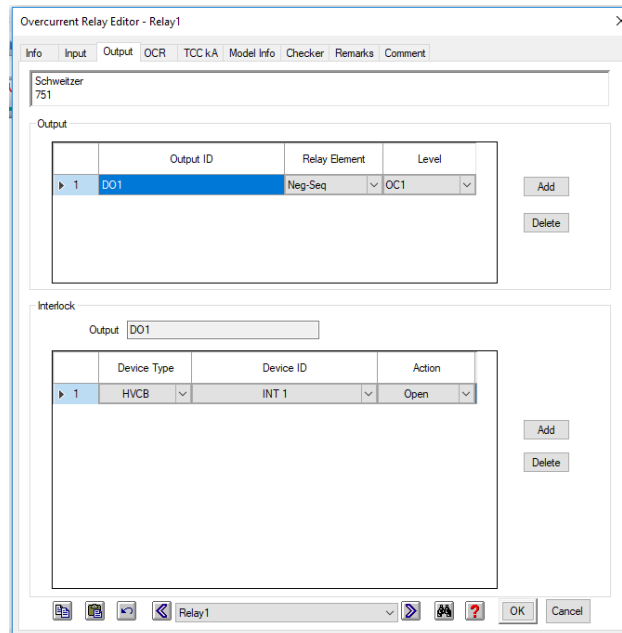 Overcurrent Relay Editor - Relay1
Info Input Output OCR TCC kA Model Info Checker Remarks Comment
Schweitzer
751
Output
Output ID Relay Element Level
1 DO1 Neg-Seq OC1
Add
Delete
Interlock
Output DO1
Device Type Device ID Action
1 HVCB INT 1 Open
Add
Delete
Relay1 ? OK Cancel